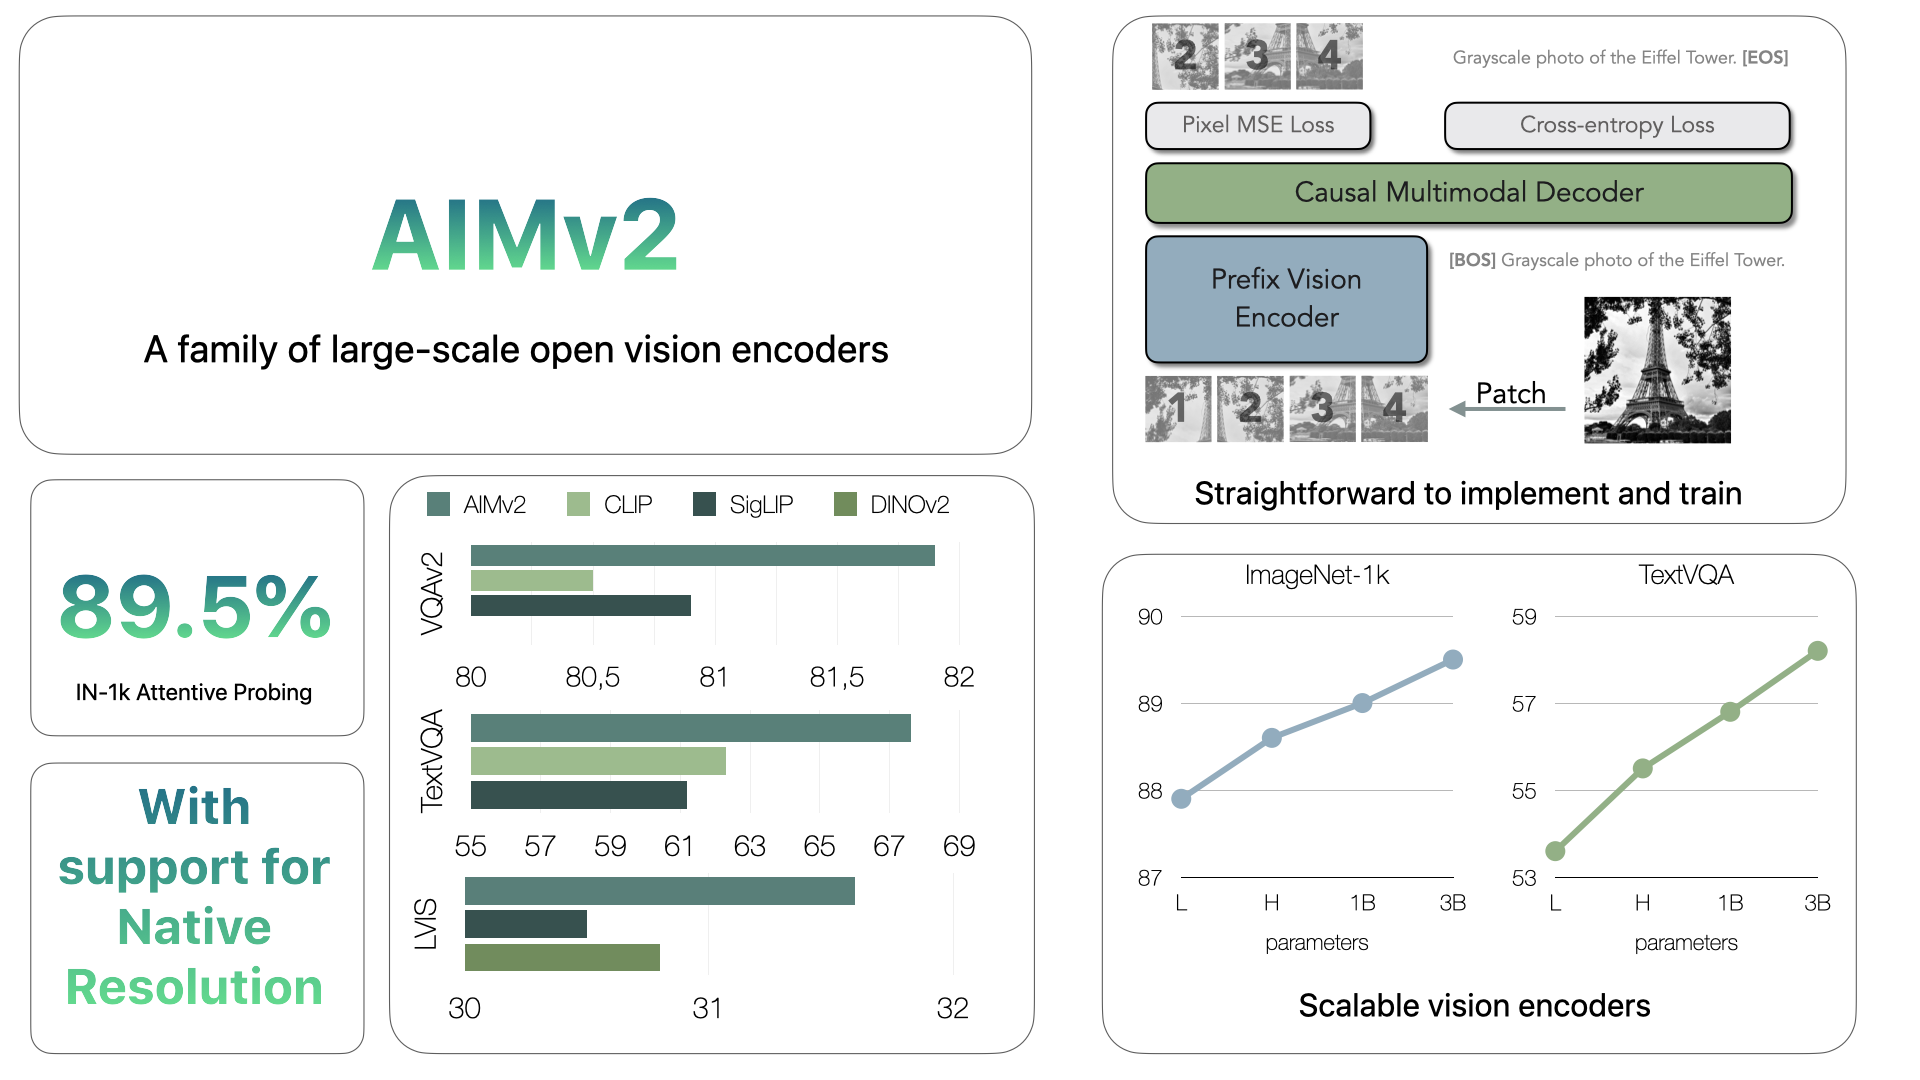 AIMv2
A family of large-scale open vision encoders
89.5%
IN-1k Attentive Probing
With
support for
Native
Resolution
AIMv2 CLIP SigLIP DINOv2
VQAv2
80 80,5 81 81,5 82
TextVQA
55 57 59 61 63 65 67 69
LVIS
30 31 32
2 3 4
Grayscale photo of the Eiffel Tower. [EOS]
Pixel MSE Loss
Cross-entropy Loss
Causal Multimodal Decoder
Prefix Vision
Encoder
[BOS] Grayscale photo of the Eiffel Tower.
1 2 3 4
Patch
Straightforward to implement and train
ImageNet-1k
90
89
88
87
L H 1B 3B
parameters
TextVQA
59
57
55
53
L H 1B 3B
parameters
Scalable vision encoders